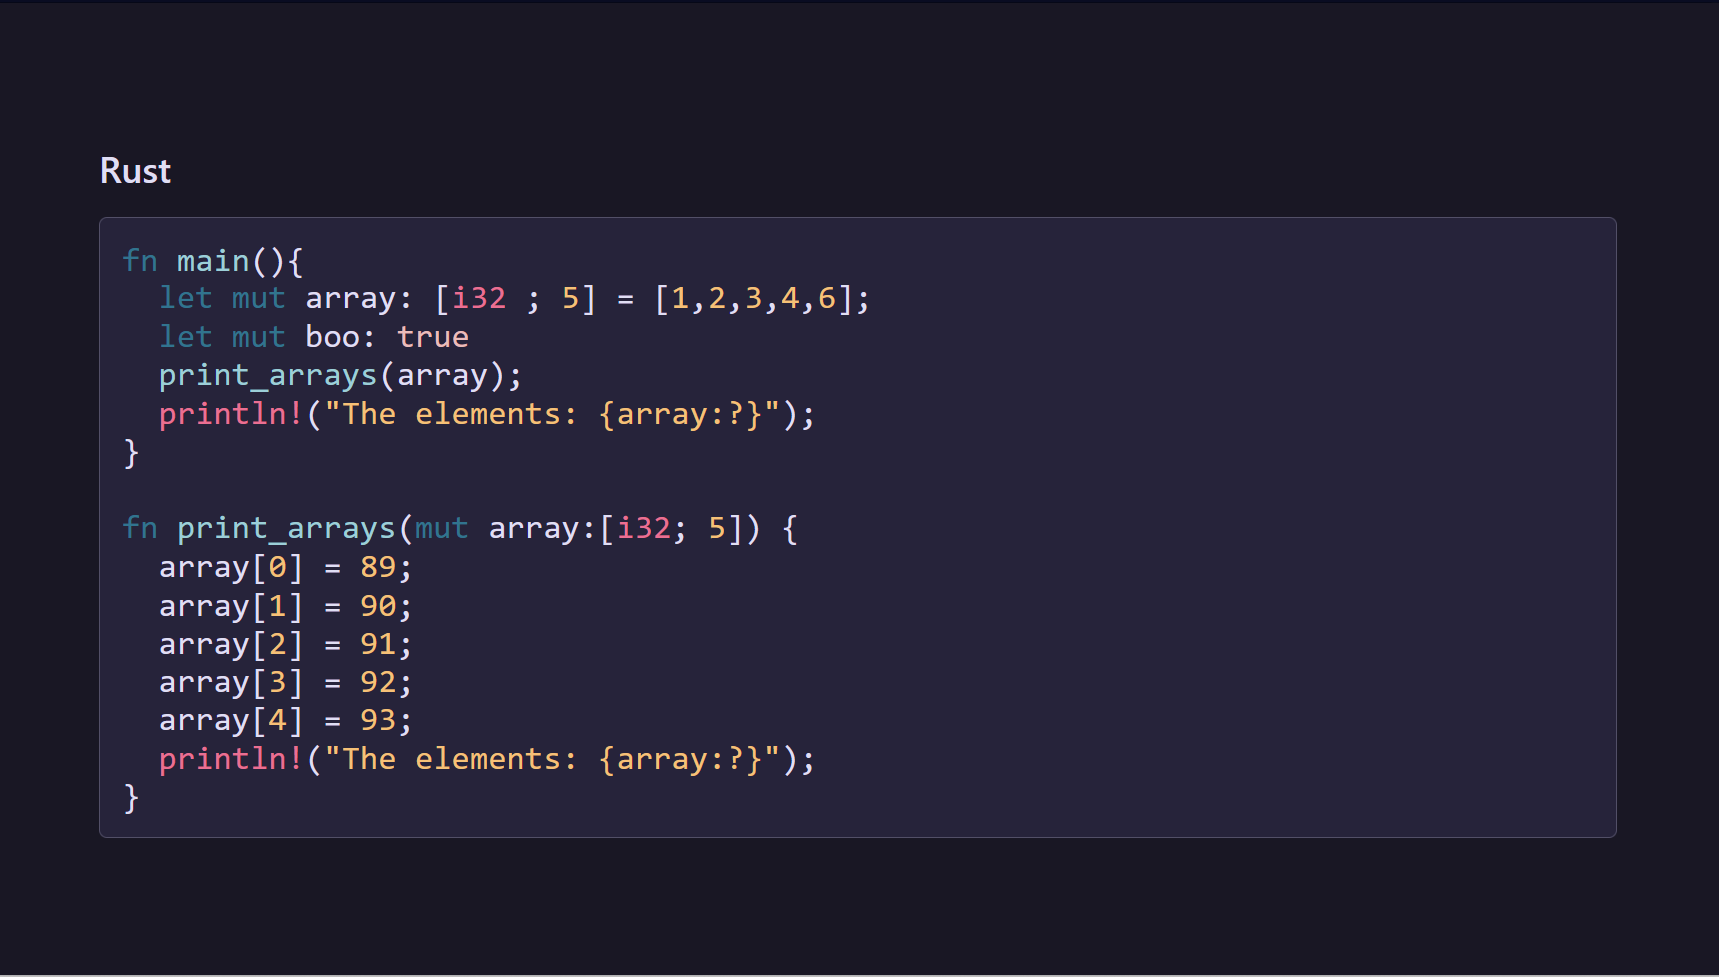 Rust
fn main(){
  let mut array: [i32 ; 5] = [1,2,3,4,6];
  let mut boo: true
  print_arrays(array);
  println!("The elements: {array:?}");
}

fn print_arrays(mut array:[i32; 5]) {
  array[0] = 89;
  array[1] = 90;
  array[2] = 91;
  array[3] = 92;
  array[4] = 93;
  println!("The elements: {array:?}");
}